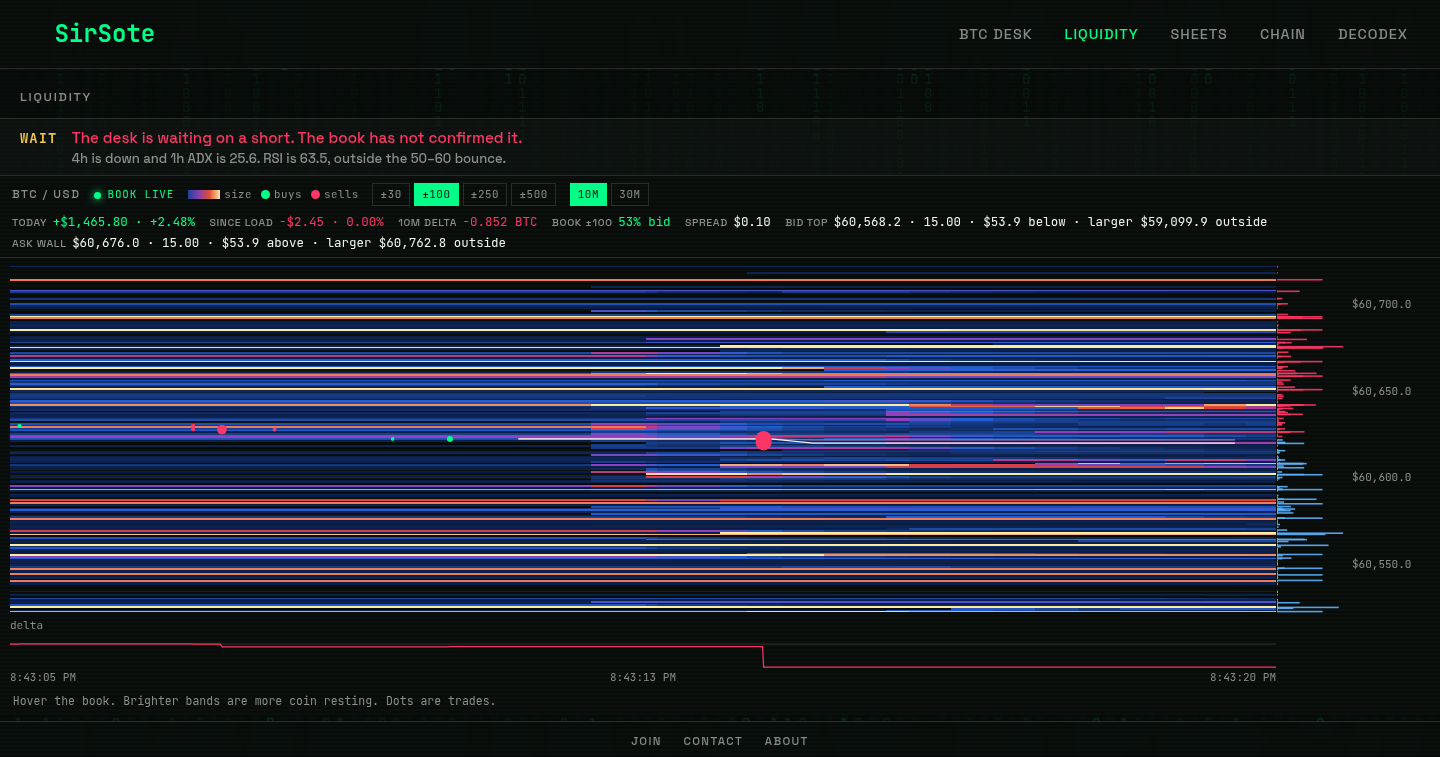 SirSote
BTC DESK LIQUIDITY SHEETS CHAIN DECODEX
LIQUIDITY
WAIT The desk is waiting on a short. The book has not confirmed it.
4h is down and 1h ADX is 25.6. RSI is 63.5, outside the 50–60 bounce.
BTC / USD BOOK LIVE size buys sells ±30 ±100 ±250 ±500 10M 30M
TODAY +$1,465.80 · +2.48% SINCE LOAD -$2.45 · 0.00% 10M DELTA -0.852 BTC BOOK ±100 53% bid SPREAD $0.10 BID TOP $60,568.2 · 15.00 · $53.9 below · larger $59,099.9 outside
ASK WALL $60,676.0 · 15.00 · $53.9 above · larger $60,762.8 outside
$60,700.0
$60,650.0
$60,600.0
$60,550.0
delta
8:43:05 PM 8:43:13 PM 8:43:20 PM
Hover the book. Brighter bands are more coin resting. Dots are trades.
JOIN CONTACT ABOUT